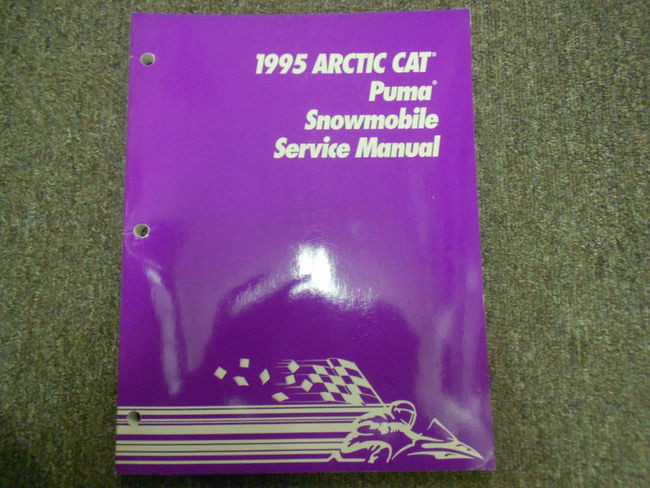 1995 ARCTIC CAT®
Puma®
Snowmobile
Service Manual